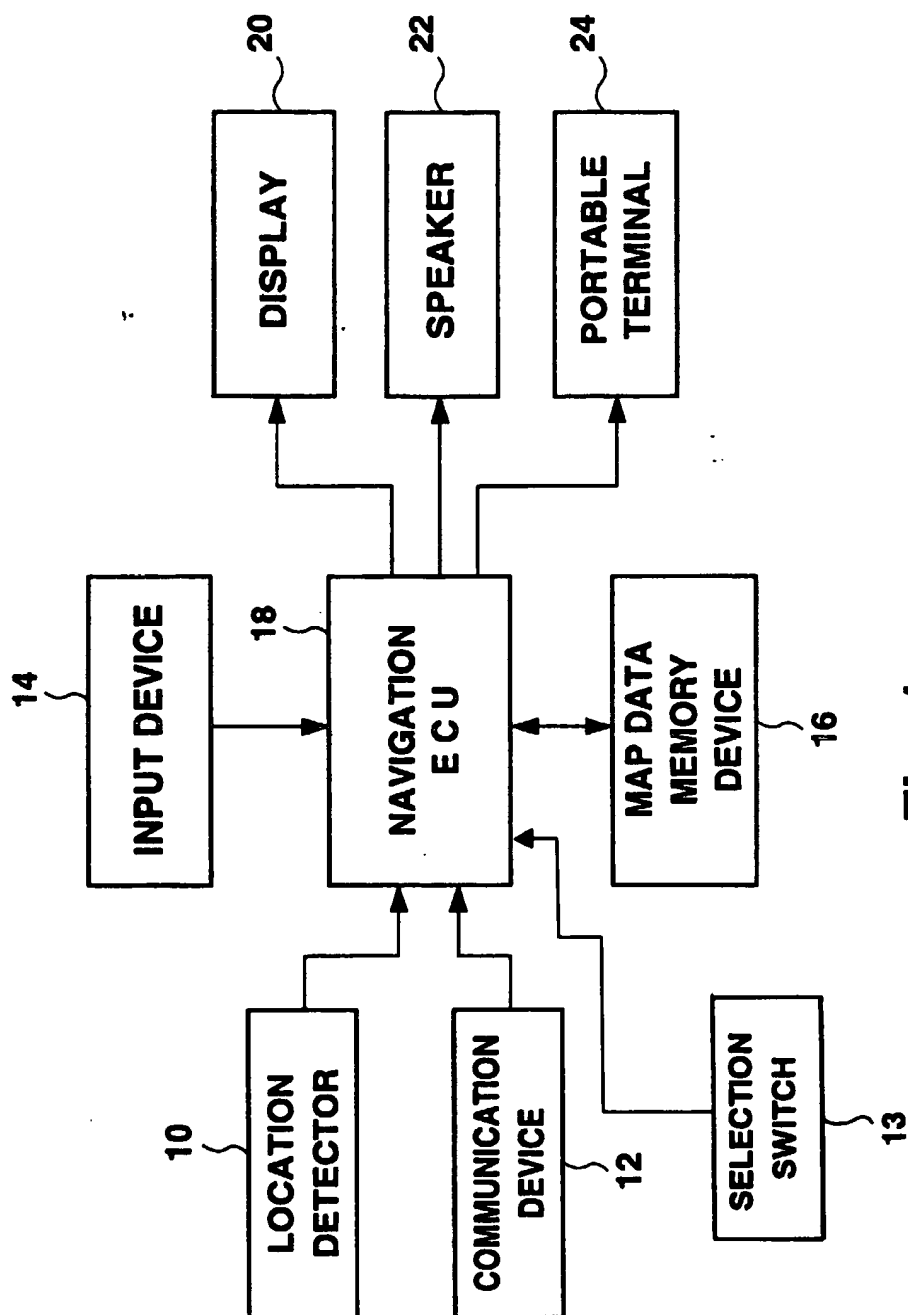 14
INPUT DEVICE
10
LOCATION
DETECTOR
18
NAVIGATION
E C U
20
DISPLAY
COMMUNICATION
DEVICE
12
22
SPEAKER
24
PORTABLE
TERMINAL
MAP DATA
MEMORY
DEVICE
16
SELECTION
SWITCH
13